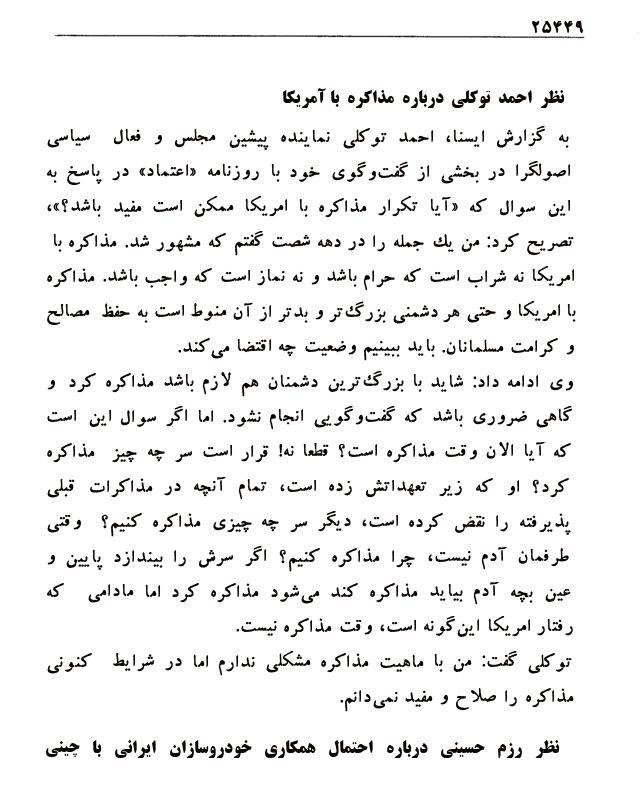 ۲۵۴۴۹
نظر احمد توکلی درباره مذاکره با آمریکا
به گزارش ایسنا، احمد توکلی نماینده پیشین مجلس و فعال سیاسی
اصولگرا در بخشی از گفت‌وگوی خود با روزنامه «اعتماد» در پاسخ به
این سوال که «آیا تکرار مذاکره با امریکا ممکن است مفید باشد؟»،
تصریح کرد: من یك جمله را در دهه شصت گفتم که مشهور شد. مذاکره با
امریکا نه شراب است که حرام باشد و نه نماز است که واجب باشد. مذاکره
با امریکا و حتی هر دشمنی بزرگ‌تر و بدتر از آن منوط است به حفظ مصالح
و کرامت مسلمانان. باید ببینیم وضعیت چه اقتضا می‌کند.
وی ادامه داد: شاید با بزرگ‌ترین دشمنان هم لازم باشد مذاکره کرد و
گاهی ضروری باشد که گفت‌وگویی انجام نشود. اما اگر سوال این است
که آیا الان وقت مذاکره است؟ قطعا نه! قرار است سر چه چیز مذاکره
کرد؟ او که زیر تعهداتش زده است، تمام آنچه در مذاکرات قبلی
پذیرفته را نقض کرده است، دیگر سر چه چیزی مذاکره کنیم؟ وقتی
طرفمان آدم نیست، چرا مذاکره کنیم؟ اگر سرش را بیندازد پایین و
عین بچه آدم بیاید مذاکره کند می‌شود مذاکره کرد اما مادامی که
رفتار امریکا این‌گونه است، وقت مذاکره نیست.
توکلی گفت: من با ماهیت مذاکره مشکلی ندارم اما در شرایط کنونی
مذاکره را صلاح و مفید نمی‌دانم.
نظر رزم حسینی درباره احتمال همکاری خودروسازان ایرانی با چینی